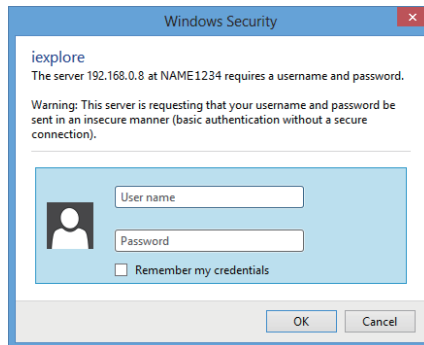 Windows Security
iexplore
The server 192.168.0.8 at NAME1234 requires a username and password.
Warning: This server is requesting that your username and password be
sent in an insecure manner (basic authentication without a secure
connection).
User name
Password
Remember my credentials
OK
Cancel